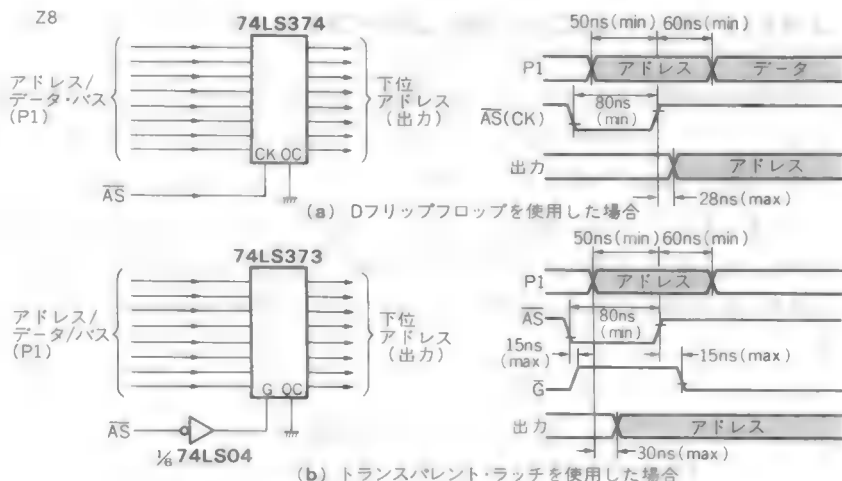 Z8
74LS374
アドレス/
データ・バス
(P1)
CK OC
AS
下位
アドレス
(出力)
50ns(min) 60ns(min)
P1 アドレス データ
AS(CK) 80ns
(min)
出力 アドレス
28ns(max)
(a) Dフリップフロップを使用した場合
74LS373
アドレス/
データ/バス
(P1)
G OC
AS
1/6 74LS04
下位
アドレス
(出力)
50ns(min) 60ns(min)
P1 アドレス
AS 80ns
(min)
15ns
(max)
15ns(max)
G
出力 アドレス
30ns(max)
(b) トランスパレント・ラッチを使用した場合